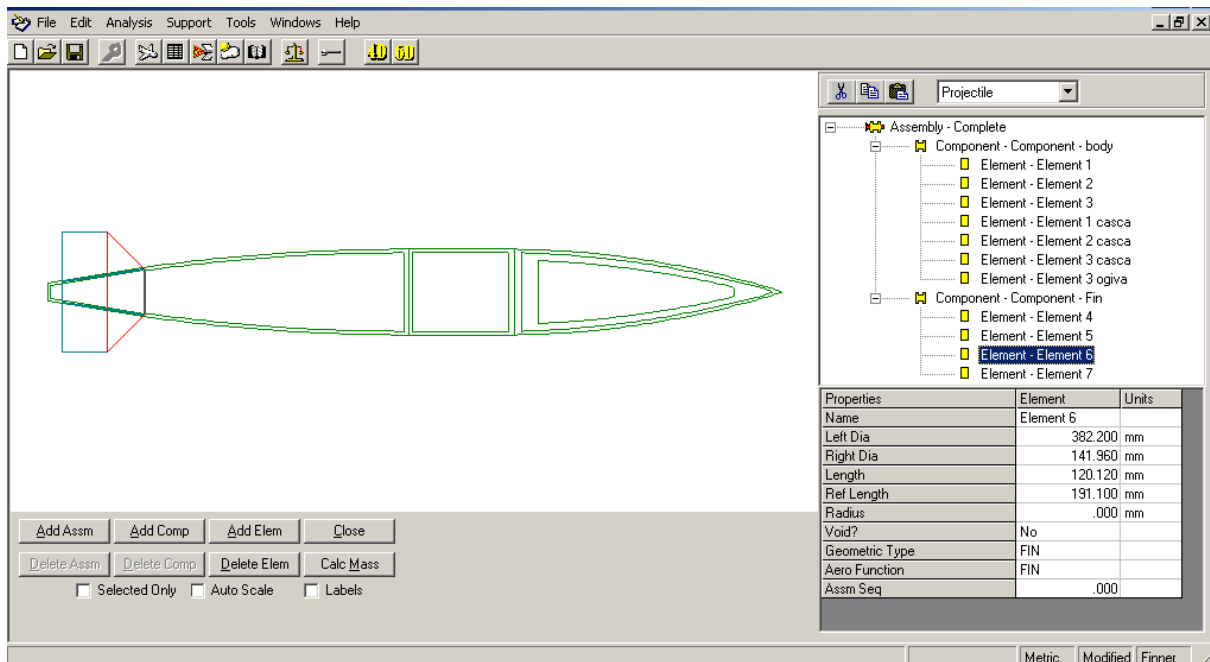 File Edit Analysis Support Tools Windows Help
Projectile
Assembly - Complete
Component - Component - body
Element - Element 1
Element - Element 2
Element - Element 3
Element - Element 1 casca
Element - Element 2 casca
Element - Element 3 casca
Element - Element 3 ogiva
Component - Component - Fin
Element - Element 4
Element - Element 5
Element - Element 6
Element - Element 7
Properties Element Units
Name Element 6
Left Dia 382.200 mm
Right Dia 141.960 mm
Length 120.120 mm
Ref Length 191.100 mm
Radius .000 mm
Void? No
Geometric Type FIN
Aero Function FIN
Assm Seq .000
Add Assm Add Comp Add Elem Close
Delete Assm Delete Comp Delete Elem Calc Mass
Selected Only Auto Scale Labels
Metric Modified Finner